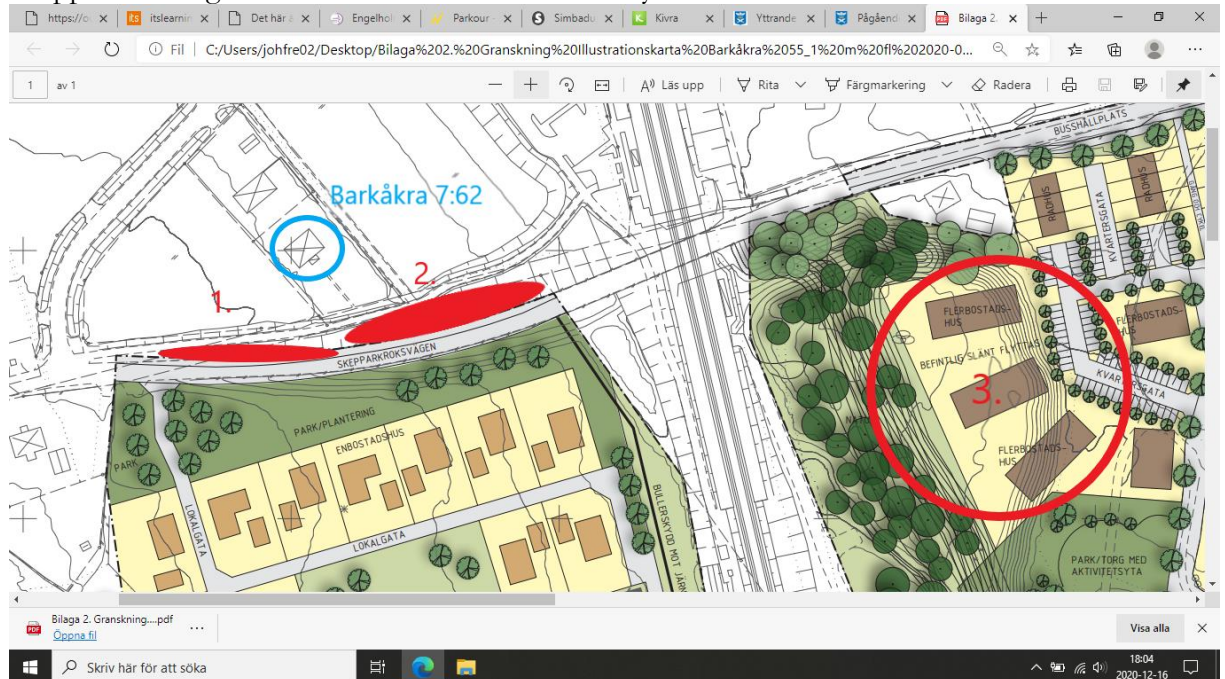 https://o
itslearnin
Det här ä
Engelhol
Parkour -
Simbadu
Kivra
Yttrande
Pågåend
Bilaga 2.
Fil
C:/Users/johfre02/Desktop/Bilaga%202.%20Granskning%20Illustrationskarta%20Barkåkra%2055_1%20m%20fl%202020-0...
1 av 1
Läs upp
Rita
Färgmarkering
Radera
BUSSHÅLLPLATS
Barkåkra 7:62
RADHUS
RADHUS
KVARTERSGATA
1.
2.
SKEPPARKROKSVÄGEN
FLERBOSTADS-
HUS
FLERBOSTADS-
HUS
BEFINTLIG SLÄNT FLYTTAS
KVARTERSGATA
3.
PARK/PLANTERING
ENBOSTADSHUS
PARK
FLERBOSTADS-
HUS
LOKALGATA
LOKALGATA
BULLERSKYDD MOT JÄRN
PARK/TORG MED
AKTIVITETSYTA
Bilaga 2. Granskning....pdf
Öppna fil
Visa alla
Skriv här för att söka
18:04
2020-12-16